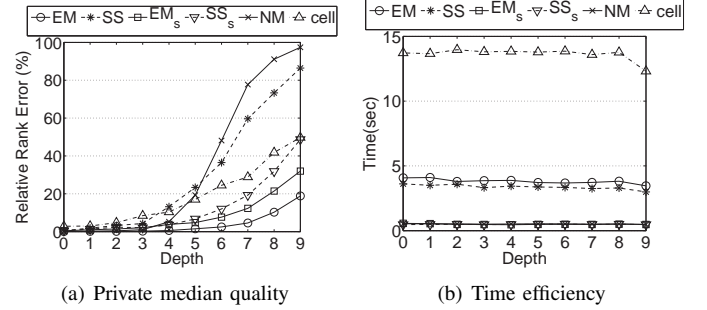 EM SS EMs SSs NM cell
100
80
60
40
20
0
Relative Rank Error (%)
0 1 2 3 4 5 6 7 8 9
Depth
(a) Private median quality
EM SS EMs SSs NM cell
15
10
5
0
Time(sec)
0 1 2 3 4 5 6 7 8 9
Depth
(b) Time efficiency